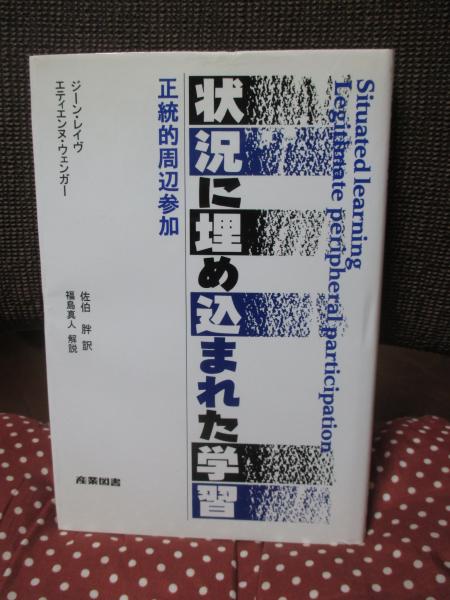 Situated learning
Legitimate peripheral participation
状況に埋め込まれた学習
正統的周辺参加
ジーン・レイヴ
エティエンヌ・ウェンガー
佐伯 胖 訳
福島真人 解説
産業図書